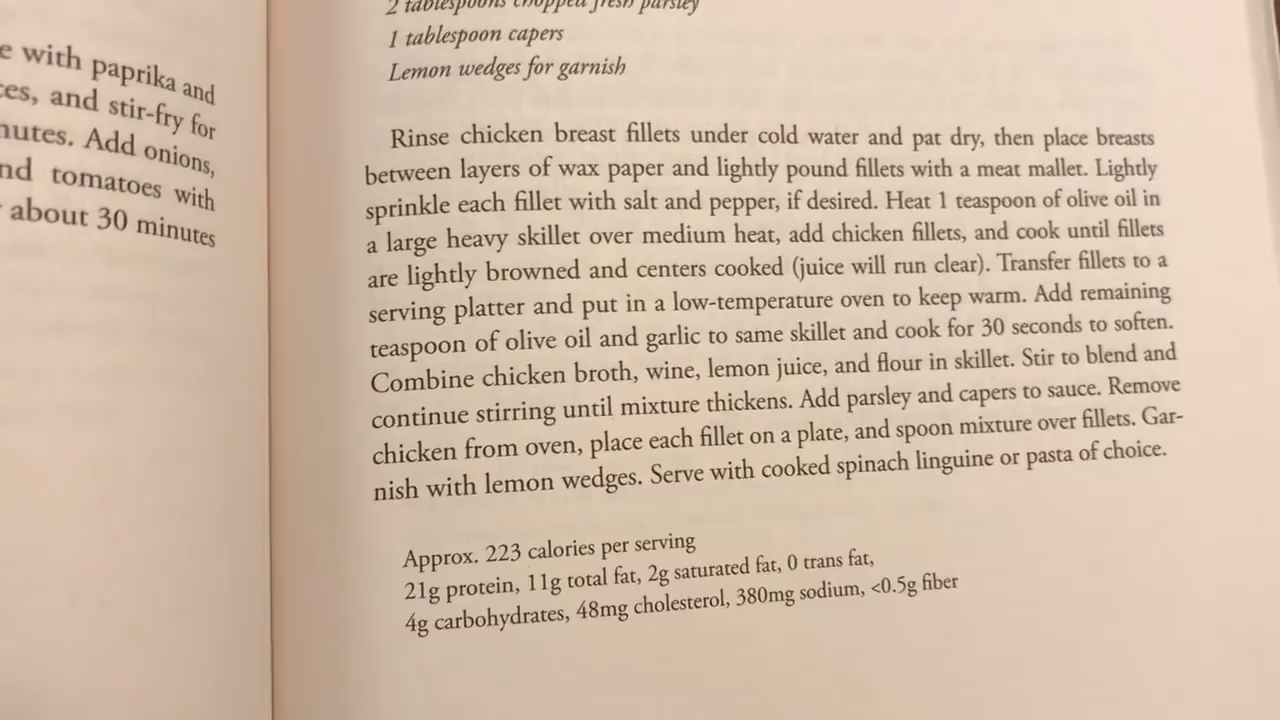 e with paprika and
es, and stir-fry for
nutes. Add onions,
nd tomatoes with
about 30 minutes
2 tablespoons chopped fresh parsley
1 tablespoon capers
Lemon wedges for garnish
Rinse chicken breast fillets under cold water and pat dry, then place breasts
between layers of wax paper and lightly pound fillets with a meat mallet. Lightly
sprinkle each fillet with salt and pepper, if desired. Heat 1 teaspoon of olive oil in
a large heavy skillet over medium heat, add chicken fillets, and cook until fillets
are lightly browned and centers cooked (juice will run clear). Transfer fillets to a
serving platter and put in a low-temperature oven to keep warm. Add remaining
teaspoon of olive oil and garlic to same skillet and cook for 30 seconds to soften.
Combine chicken broth, wine, lemon juice, and flour in skillet. Stir to blend and
continue stirring until mixture thickens. Add parsley and capers to sauce. Remove
chicken from oven, place each fillet on a plate, and spoon mixture over fillets. Gar-
nish with lemon wedges. Serve with cooked spinach linguine or pasta of choice.
Approx. 223 calories per serving
21g protein, 11g total fat, 2g saturated fat, 0 trans fat,
4g carbohydrates, 48mg cholesterol, 380mg sodium, <0.5g fiber